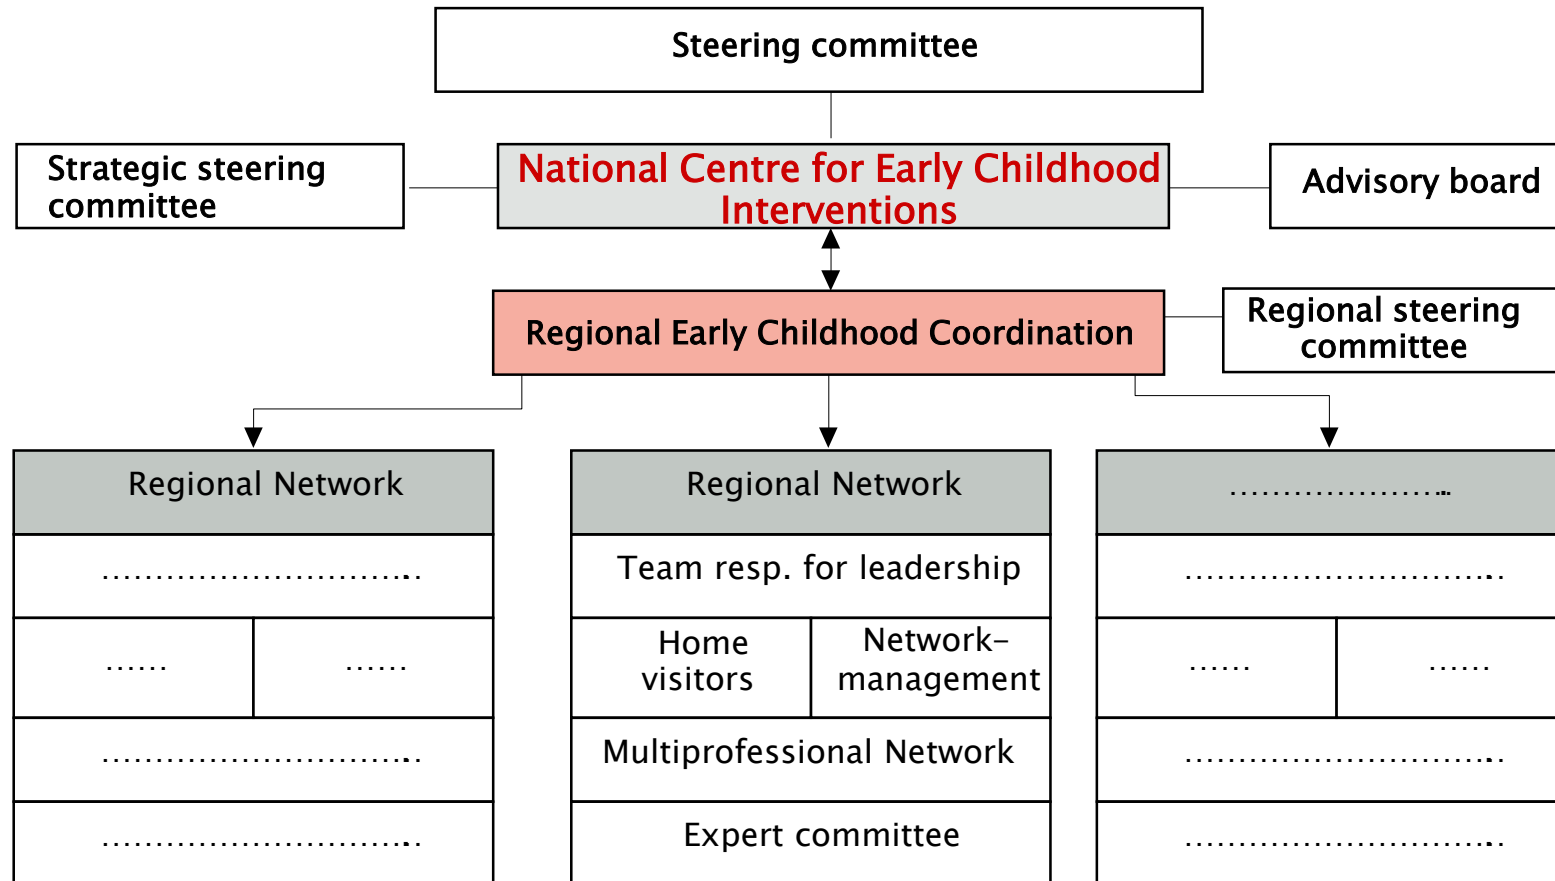 Steering committee
Strategic steering
committee
National Centre for Early Childhood
Interventions
Advisory board
Regional Early Childhood Coordination
Regional steering
committee
Regional Network
Regional Network
.....................
..............................
Team resp. for leadership
..............................
......
......
Home
visitors
Network-
management
......
......
..............................
Multiprofessional Network
..............................
..............................
Expert committee
..............................